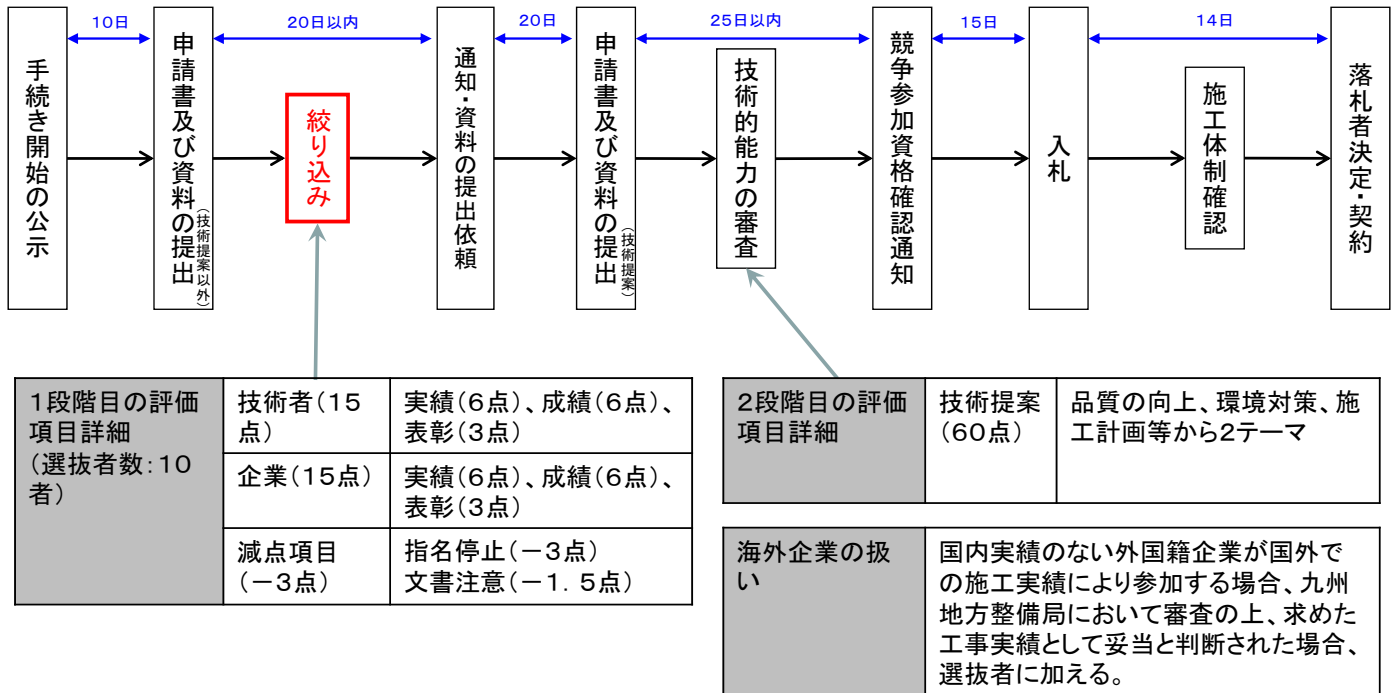 10日
20日以内
20日
25日以内
15日
14日
手続き開始の公示
申請書及び資料の提出
(技術提案以外)
絞り込み
通知・資料の提出依頼
申請書及び資料の提出
(技術提案)
技術的能力の審査
競争参加資格確認通知
入札
施工体制確認
落札者決定・契約
1段階目の評価
項目詳細
(選抜者数:10
者)
技術者(15
点)
実績(6点)、成績(6点)、
表彰(3点)
企業(15点)
実績(6点)、成績(6点)、
表彰(3点)
減点項目
(-3点)
指名停止(-3点)
文書注意(-1.5点)
2段階目の評価
項目詳細
技術提案
(60点)
品質の向上、環境対策、施
工計画等から2テーマ
海外企業の扱
い
国内実績のない外国籍企業が国外で
の施工実績により参加する場合、九州
地方整備局において審査の上、求めた
工事実績として妥当と判断された場合、
選抜者に加える。